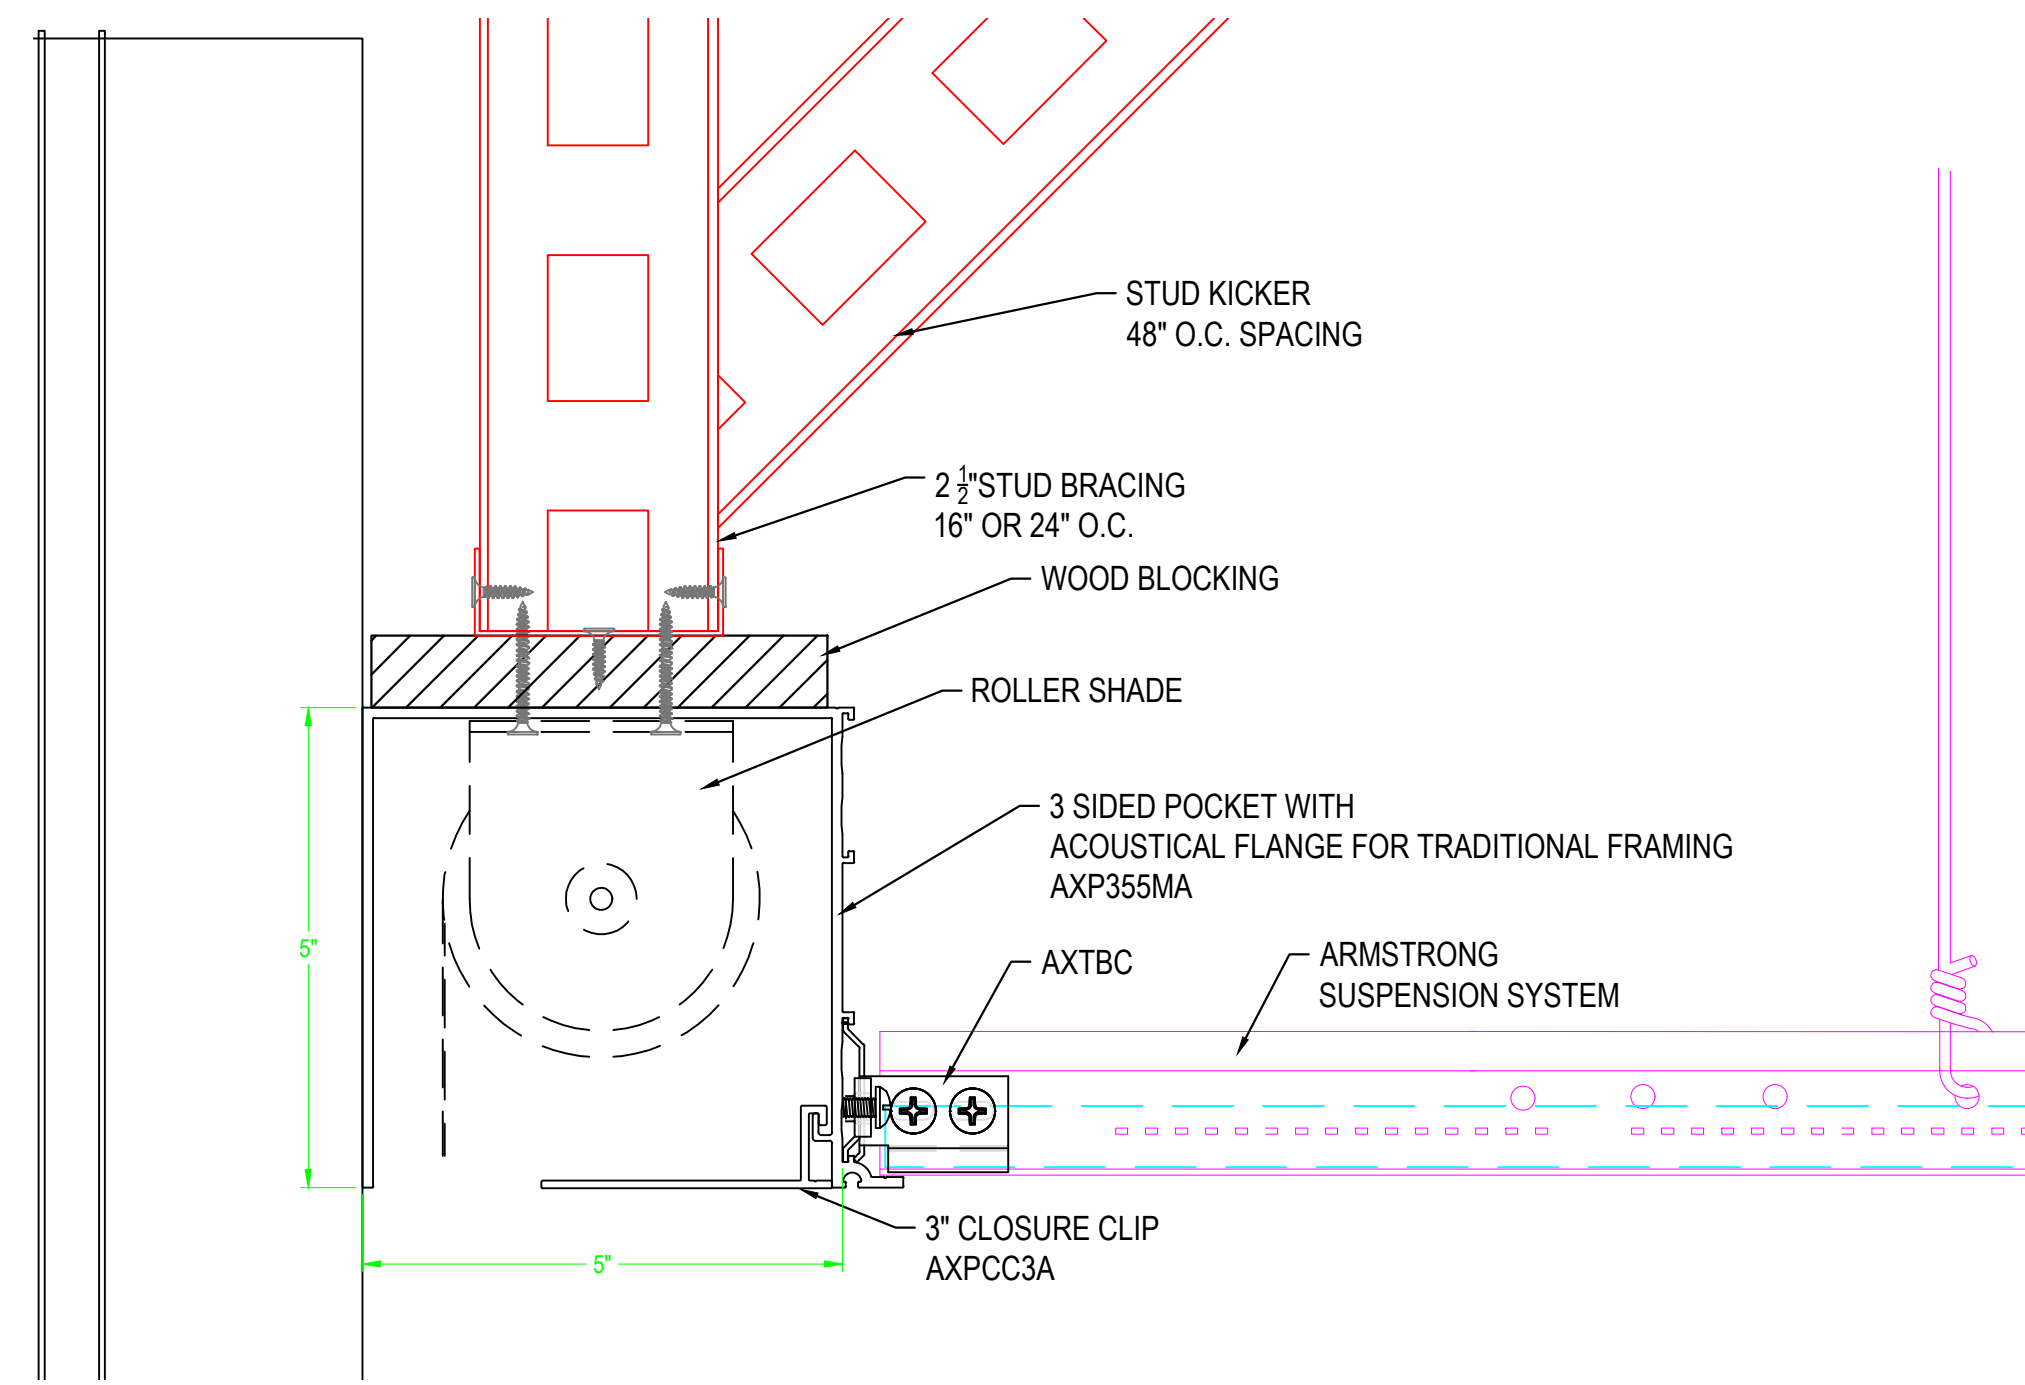 STUD KICKER
48" O.C. SPACING
2 1/2"STUD BRACING
16" OR 24" O.C.
WOOD BLOCKING
ROLLER SHADE
3 SIDED POCKET WITH
ACOUSTICAL FLANGE FOR TRADITIONAL FRAMING
AXP355MA
5"
AXTBC
ARMSTRONG
SUSPENSION SYSTEM
3" CLOSURE CLIP
AXPCC3A
5"